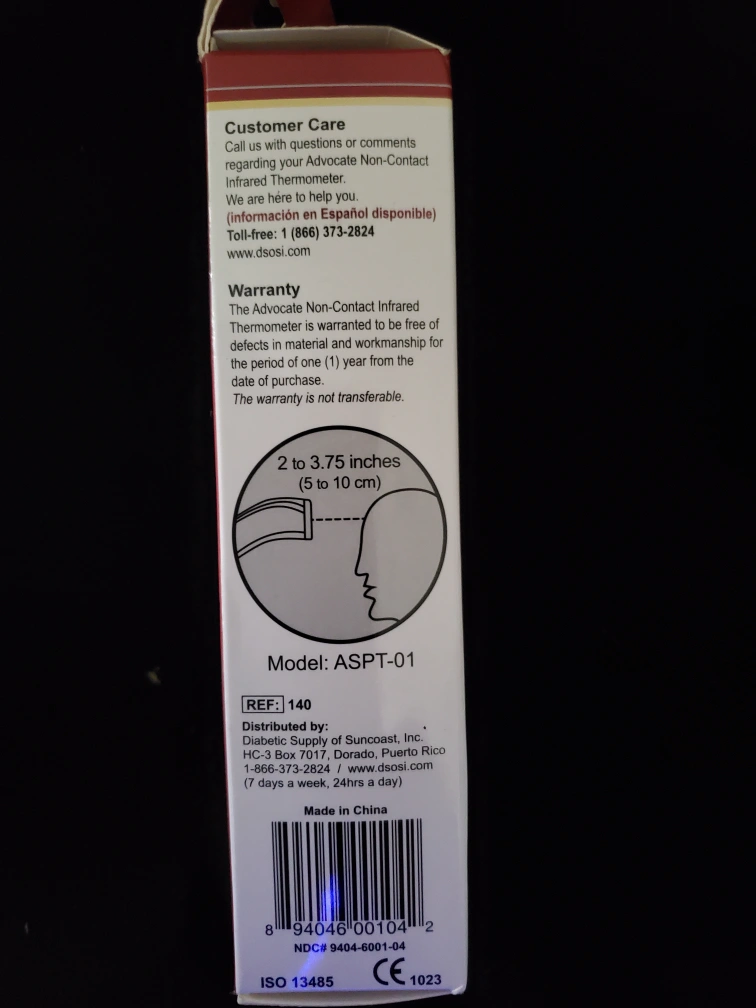 Customer Care
Call us with questions or comments
regarding your Advocate Non-Contact
Infrared Thermometer.
We are here to help you.
(información en Español disponible)
Toll-free: 1 (866) 373-2824
www.dsosi.com
Warranty
The Advocate Non-Contact Infrared
Thermometer is warranted to be free of
defects in material and workmanship for
the period of one (1) year from the
date of purchase.
The warranty is not transferable.
2 to 3.75 inches
(5 to 10 cm)
Model: ASPT-01
REF: 140
Distributed by:
Diabetic Supply of Suncoast, Inc.
HC-3 Box 7017, Dorado, Puerto Rico
1-866-373-2824 / www.dsosi.com
(7 days a week, 24hrs a day)
Made in China
8 94046 00104 2
NDC# 9404-6001-04
ISO 13485 CE 1023